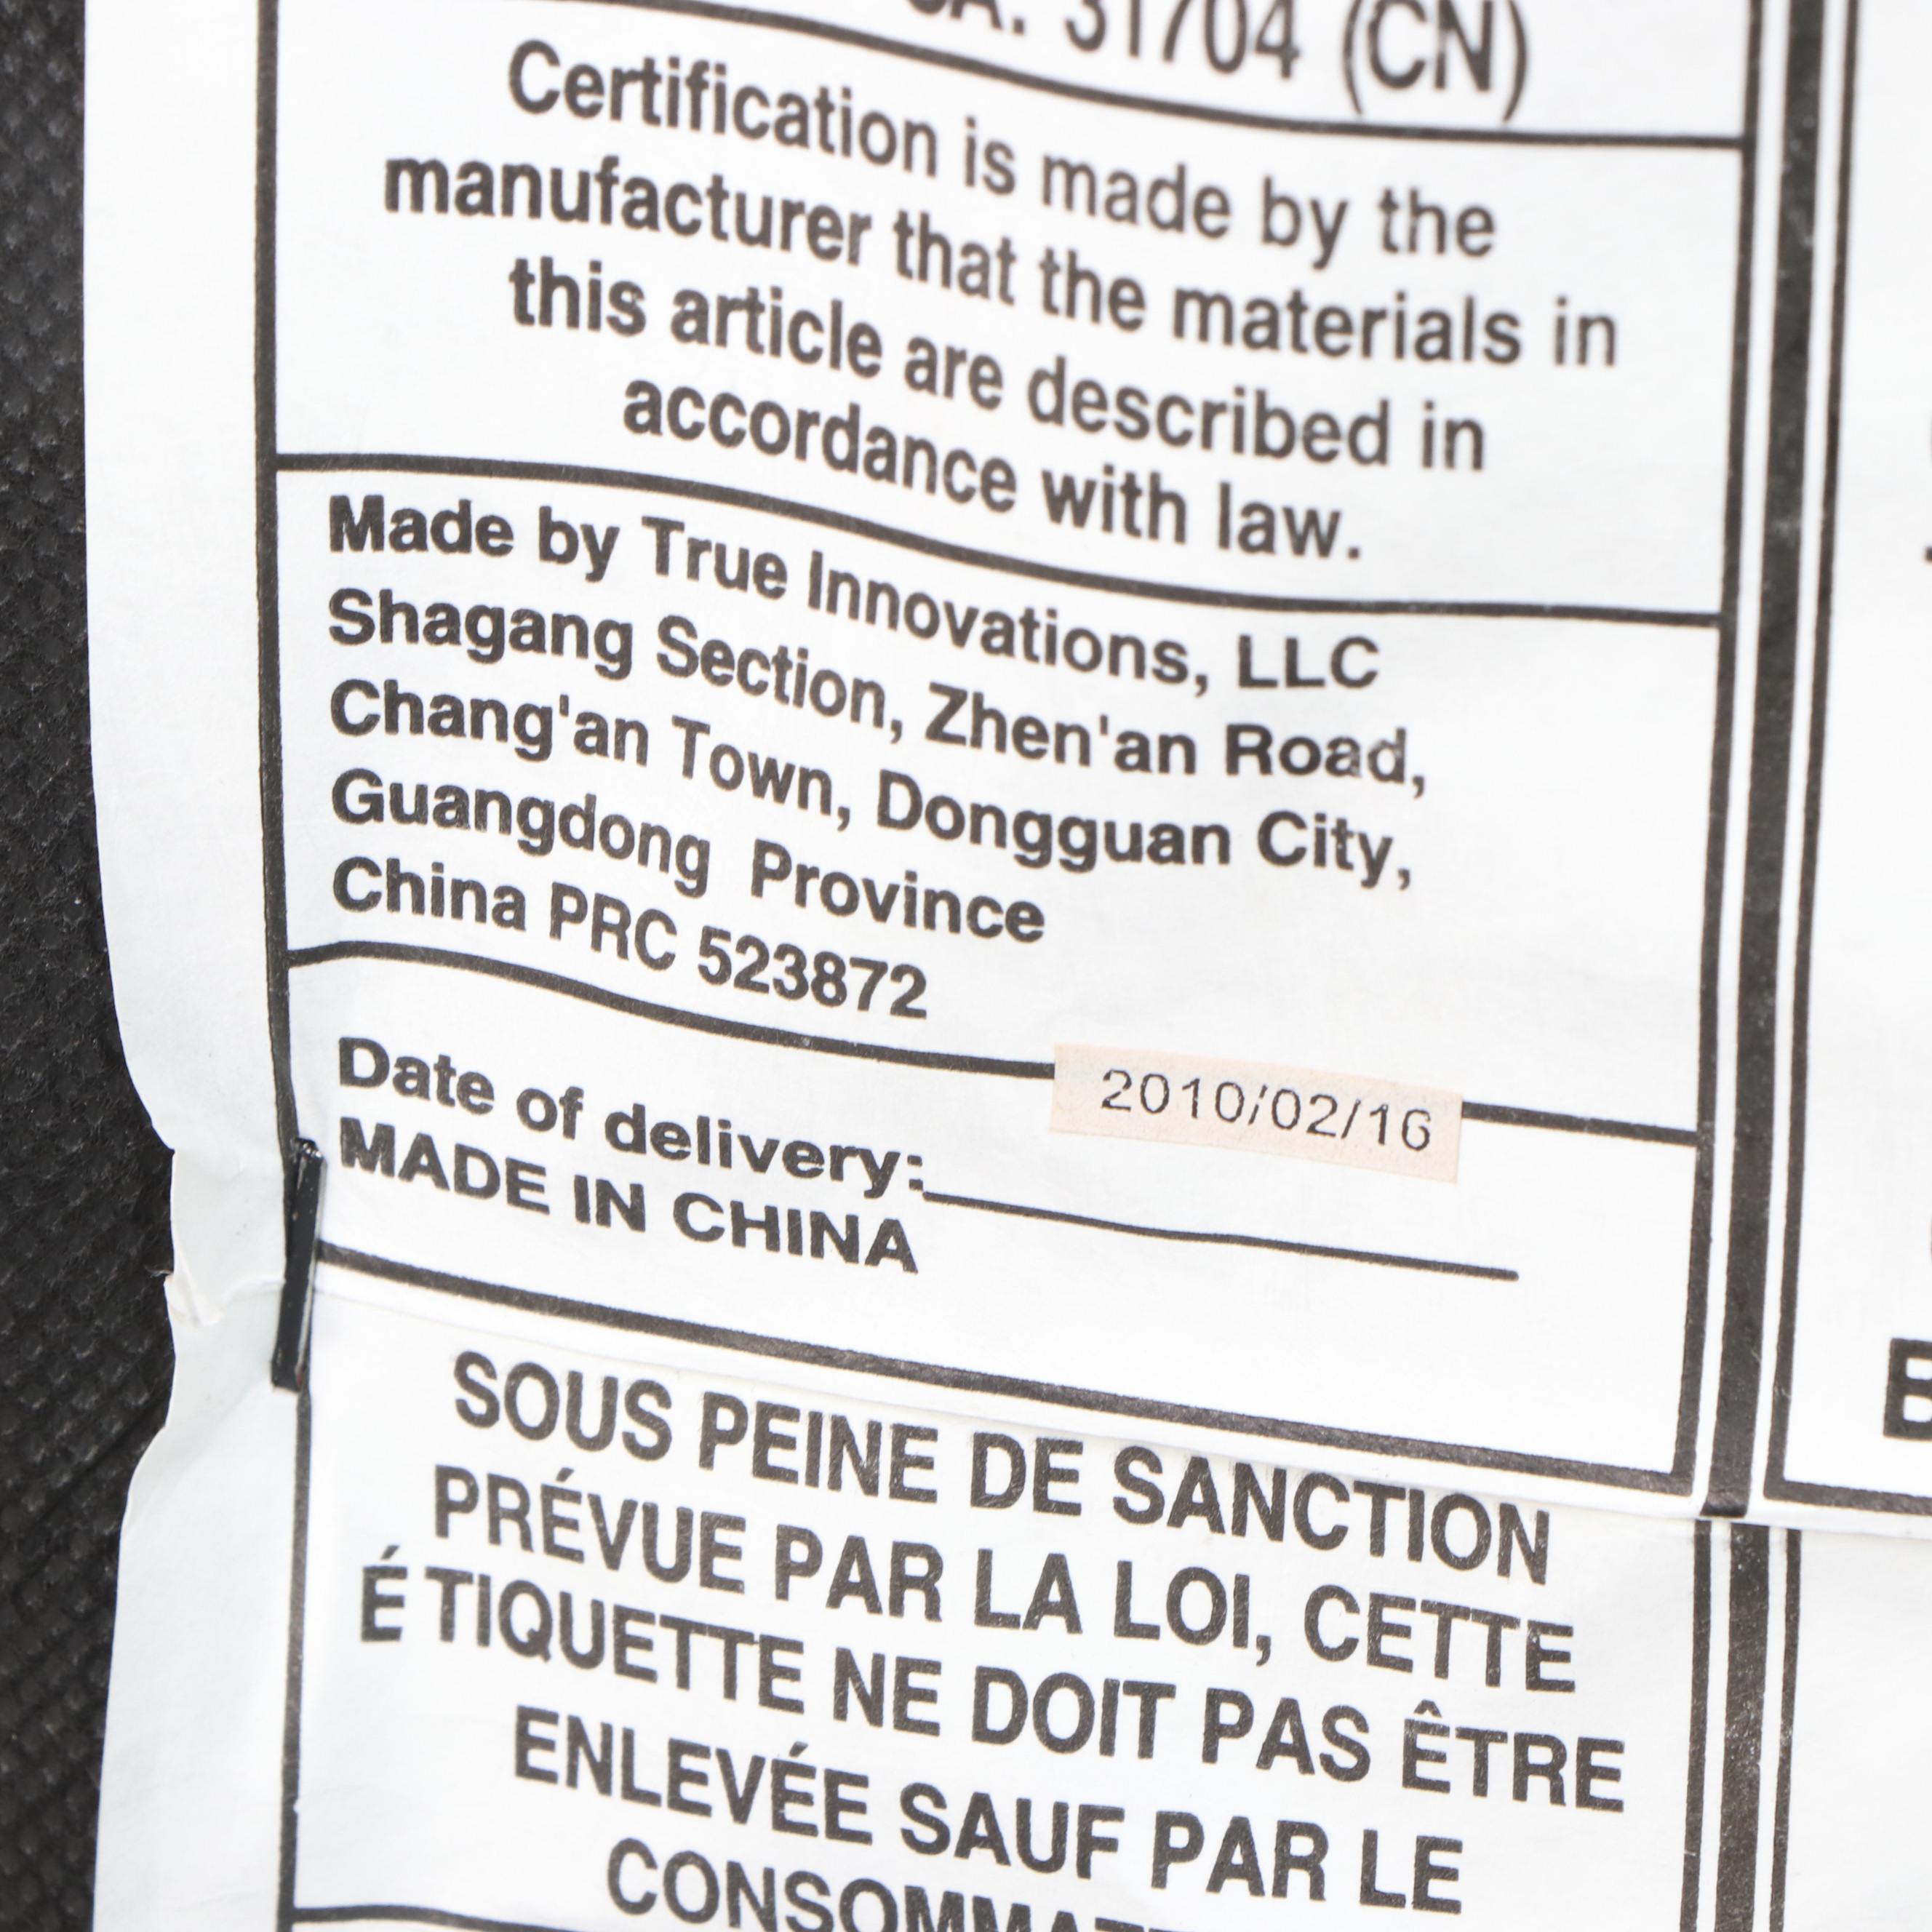 31704 (CN)
Certification is made by the
manufacturer that the materials in
this article are described in
accordance with law.
Made by True Innovations, LLC
Shagang Section, Zhen'an Road,
Chang'an Town, Dongguan City,
Guangdong Province
China PRC 523872
2010/02/16
Date of delivery:
MADE IN CHINA
SOUS PEINE DE SANCTION
PRÉVUE PAR LA LOI, CETTE
É TIQUETTE NE DOIT PAS ÊTRE
ENLEVÉE SAUF PAR LE